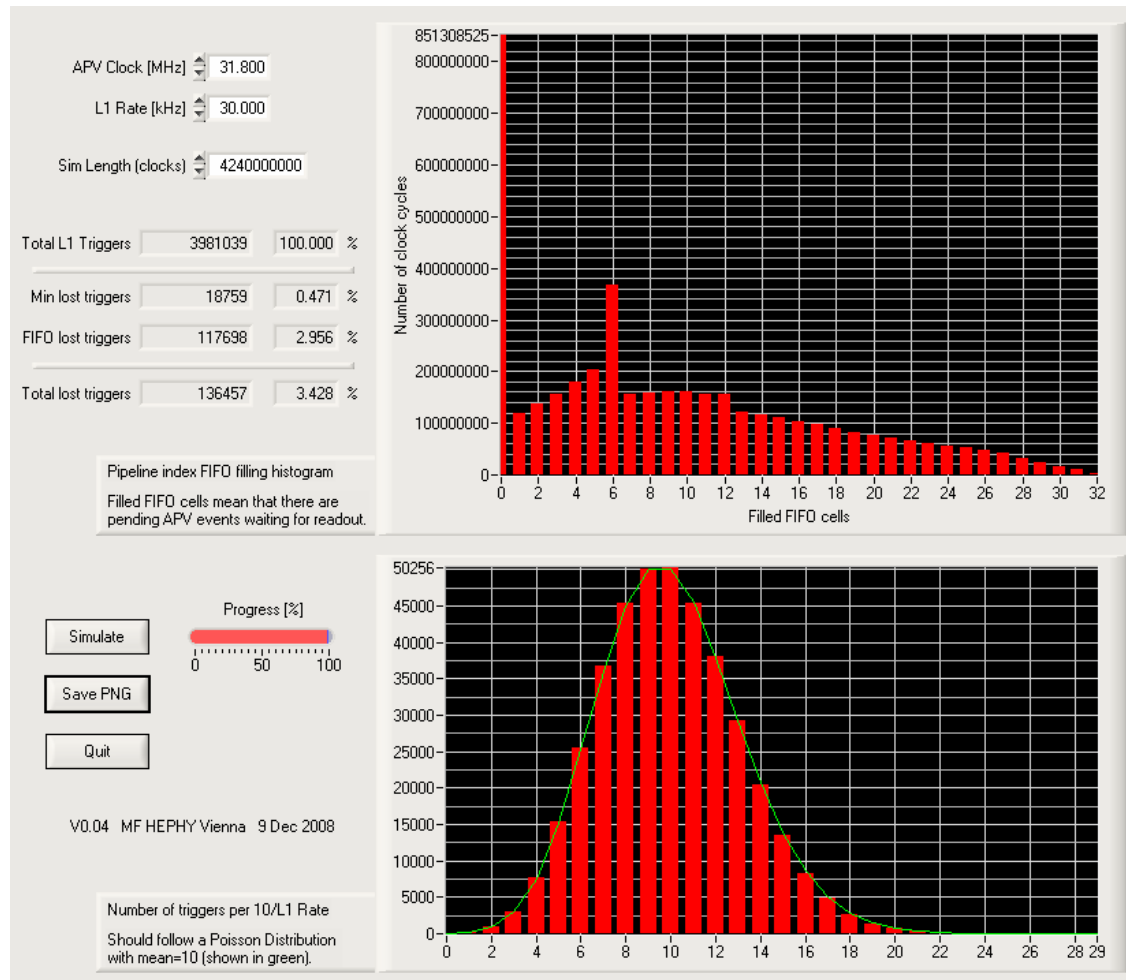 APV Clock [MHz] 31.800
L1 Rate [kHz] 30.000
Sim Length (clocks) 4240000000
Total L1 Triggers 3981039 100.000 %
Min lost triggers 18759 0.471 %
FIFO lost triggers 117698 2.956 %
Total lost triggers 136457 3.428 %
Pipeline index FIFO filling histogram
Filled FIFO cells mean that there are
pending APV events waiting for readout.
851308525
800000000
700000000
600000000
500000000
400000000
300000000
200000000
100000000
0
Number of clock cycles
0 2 4 6 8 10 12 14 16 18 20 22 24 26 28 30 32
Filled FIFO cells
Simulate
Save PNG
Quit
Progress [%]
0 50 100
V0.04 MF HEPHY Vienna 9 Dec 2008
Number of triggers per 10/L1 Rate
Should follow a Poisson Distribution
with mean=10 (shown in green).
50256
45000
40000
35000
30000
25000
20000
15000
10000
5000
0
0 2 4 6 8 10 12 14 16 18 20 22 24 26 28 29